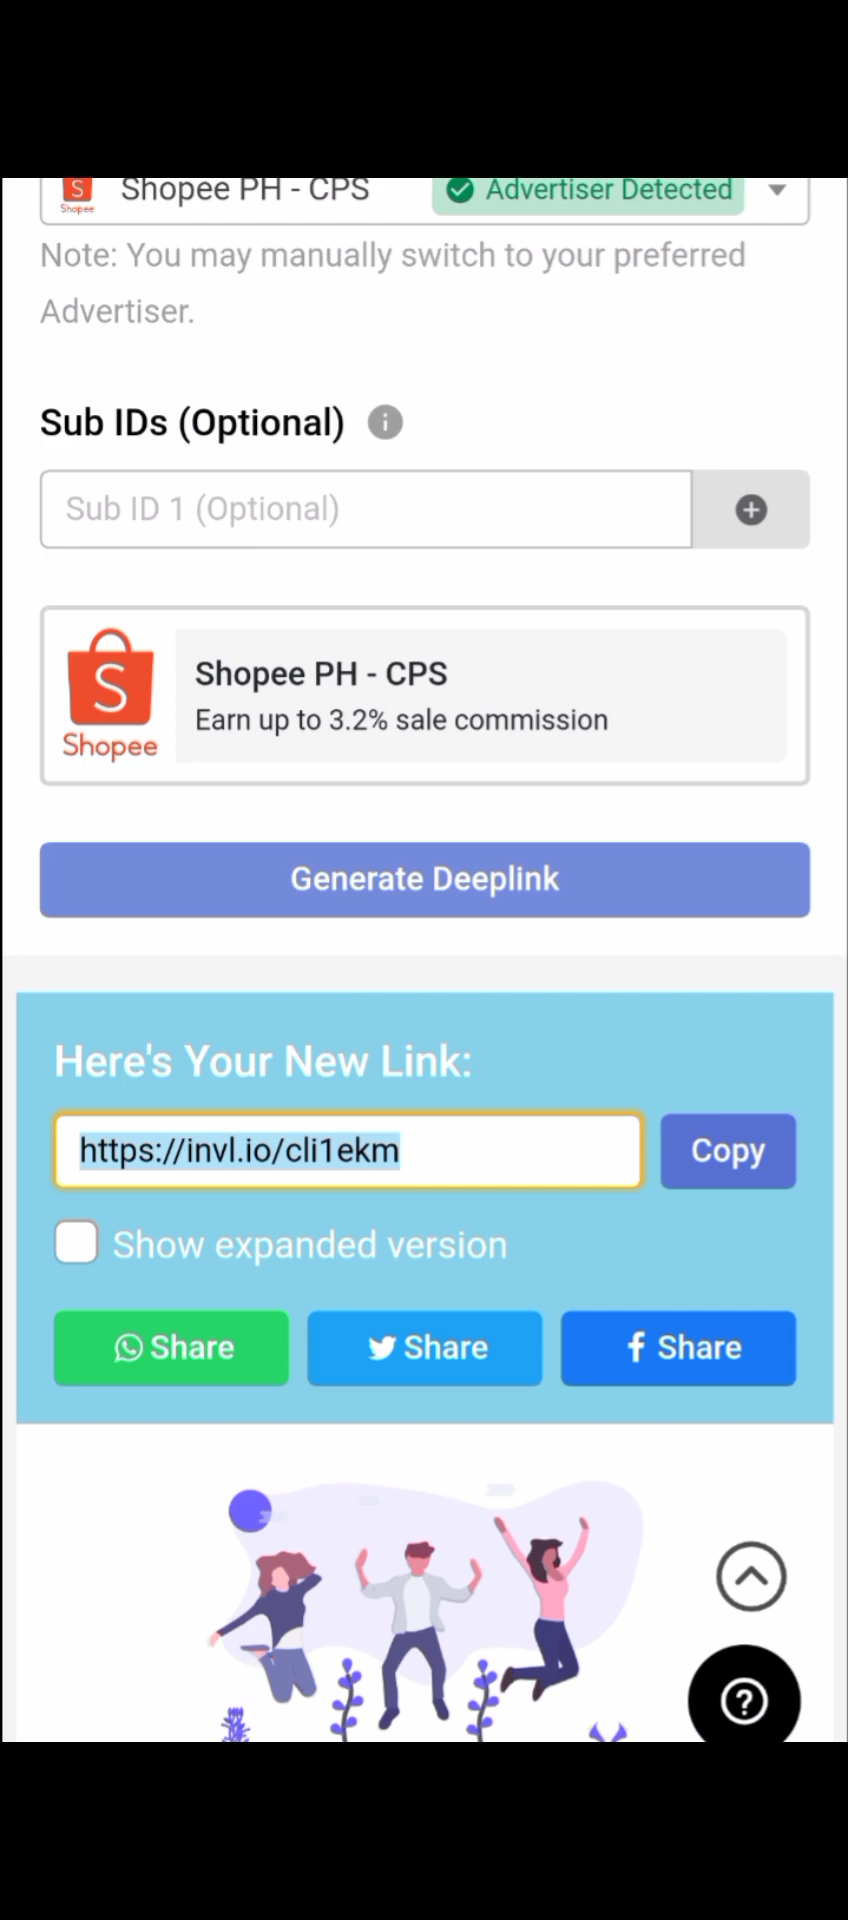 Shopee PH - CPS
Advertiser Detected
Shopee
Note: You may manually switch to your preferred
Advertiser.
Sub IDs (Optional)
Sub ID 1 (Optional)
Shopee PH - CPS
Earn up to 3.2% sale commission
Shopee
Generate Deeplink
Here's Your New Link:
https://invl.io/cli1ekm
Copy
Show expanded version
Share
Share
Share